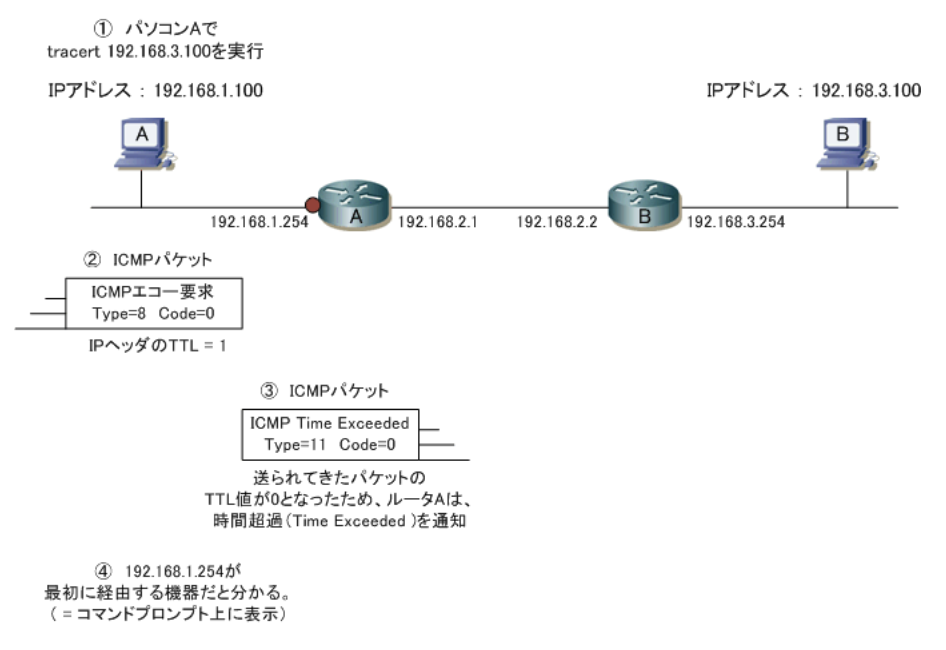 ① パソコンAで
tracert 192.168.3.100を実行
IPアドレス : 192.168.1.100
IPアドレス : 192.168.3.100
A
B
A
B
192.168.1.254
192.168.2.1
192.168.2.2
192.168.3.254
② ICMPパケット
ICMPエコー要求
Type=8 Code=0
IPヘッダのTTL = 1
③ ICMPパケット
ICMP Time Exceeded
Type=11 Code=0
送られてきたパケットの
TTL値が0となったため、ルータAは、
時間超過(Time Exceeded )を通知
④ 192.168.1.254が
最初に経由する機器だと分かる。
( = コマンドプロンプト上に表示)